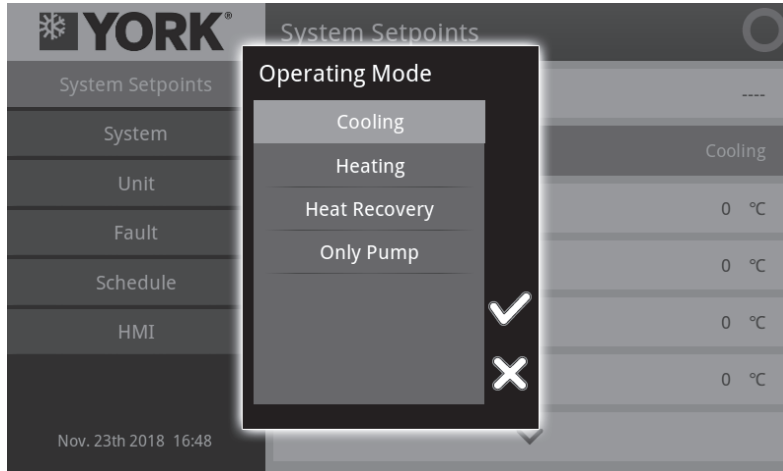 YORK®
System Setpoints
System Setpoints
System
Unit
Fault
Schedule
HMI
Nov. 23th 2018 16:48
Operating Mode
Cooling
Heating
Heat Recovery
Only Pump
----
Cooling
0 °C
0 °C
0 °C
0 °C